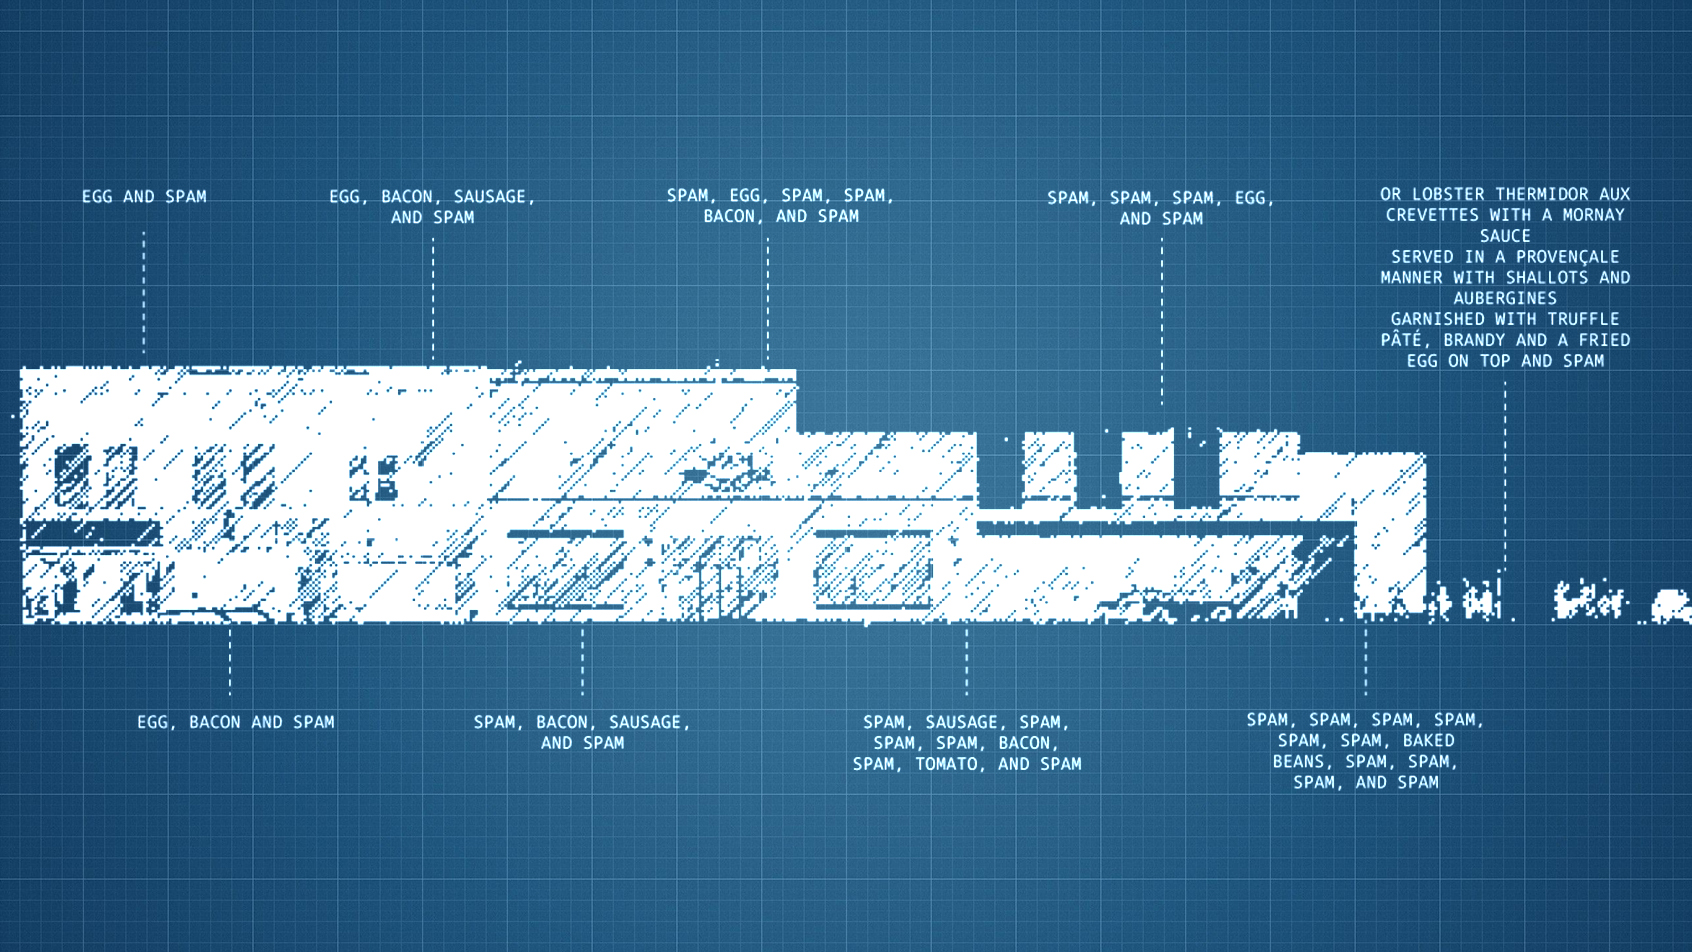 EGG AND SPAM
EGG, BACON, SAUSAGE,
AND SPAM
SPAM, EGG, SPAM, SPAM,
BACON, AND SPAM
SPAM, SPAM, SPAM, EGG,
AND SPAM
OR LOBSTER THERMIDOR AUX
CREVETTES WITH A MORNAY
SAUCE
SERVED IN A PROVENÇALE
MANNER WITH SHALLOTS AND
AUBERGINES
GARNISHED WITH TRUFFLE
PÂTÉ, BRANDY AND A FRIED
EGG ON TOP AND SPAM
EGG, BACON AND SPAM
SPAM, BACON, SAUSAGE,
AND SPAM
SPAM, SAUSAGE, SPAM,
SPAM, SPAM, BACON,
SPAM, TOMATO, AND SPAM
SPAM, SPAM, SPAM, SPAM,
SPAM, SPAM, BAKED
BEANS, SPAM, SPAM,
SPAM, AND SPAM